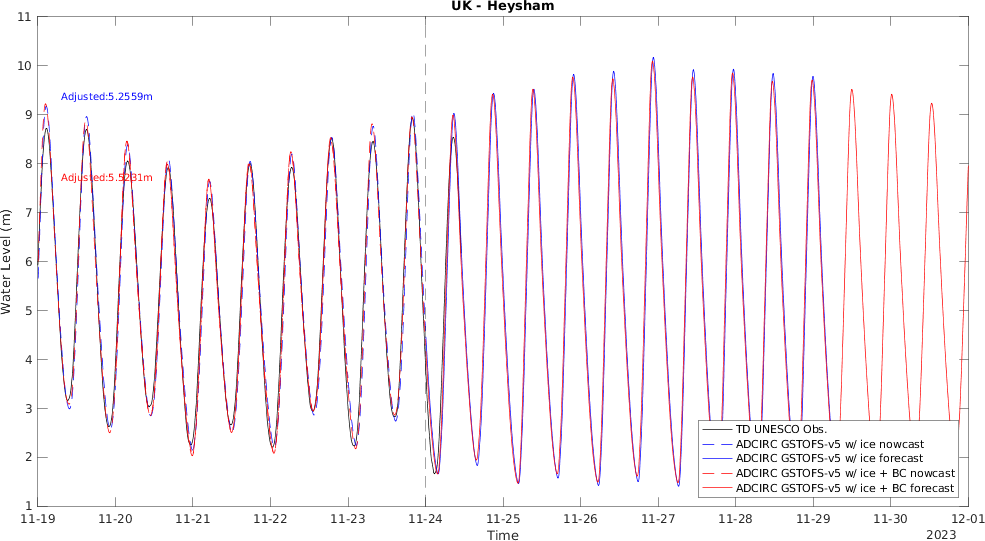 UK - Heysham
11
10
9
8
7
6
5
4
3
2
1
Water Level (m)
Adjusted:5.2559m
Adjusted:5.5231m
TD UNESCO Obs.
ADCIRC GSTOFS-v5 w/ ice nowcast
ADCIRC GSTOFS-v5 w/ ice forecast
ADCIRC GSTOFS-v5 w/ ice + BC nowcast
ADCIRC GSTOFS-v5 w/ ice + BC forecast
11-19 11-20 11-21 11-22 11-23 11-24 11-25 11-26 11-27 11-28 11-29 11-30 12-01
Time
2023